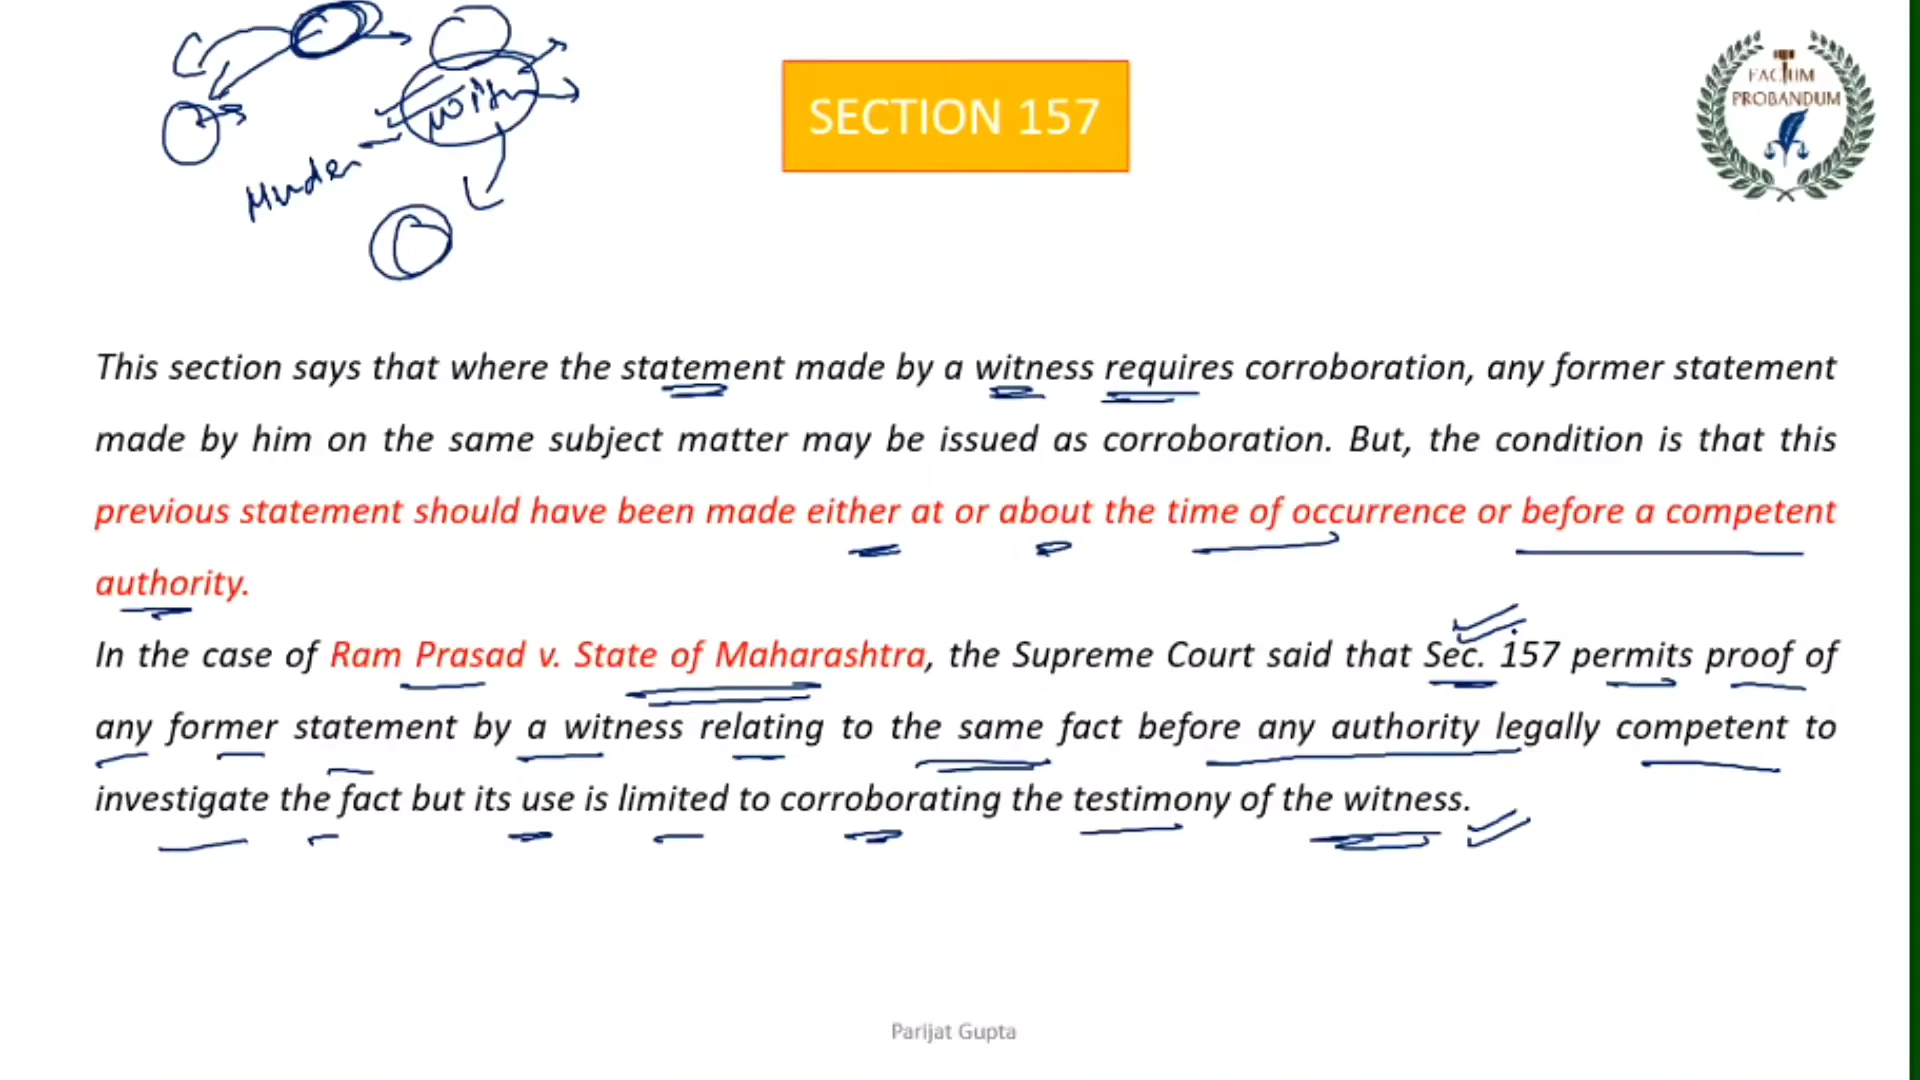 witn
Murder
SECTION 157
FACTUM
PROBANDUM
This section says that where the statement made by a witness requires corroboration, any former statement
made by him on the same subject matter may be issued as corroboration. But, the condition is that this
previous statement should have been made either at or about the time of occurrence or before a competent
authority.
In the case of Ram Prasad v. State of Maharashtra, the Supreme Court said that Sec. 157 permits proof of
any former statement by a witness relating to the same fact before any authority legally competent to
investigate the fact but its use is limited to corroborating the testimony of the witness.
Parijat Gupta